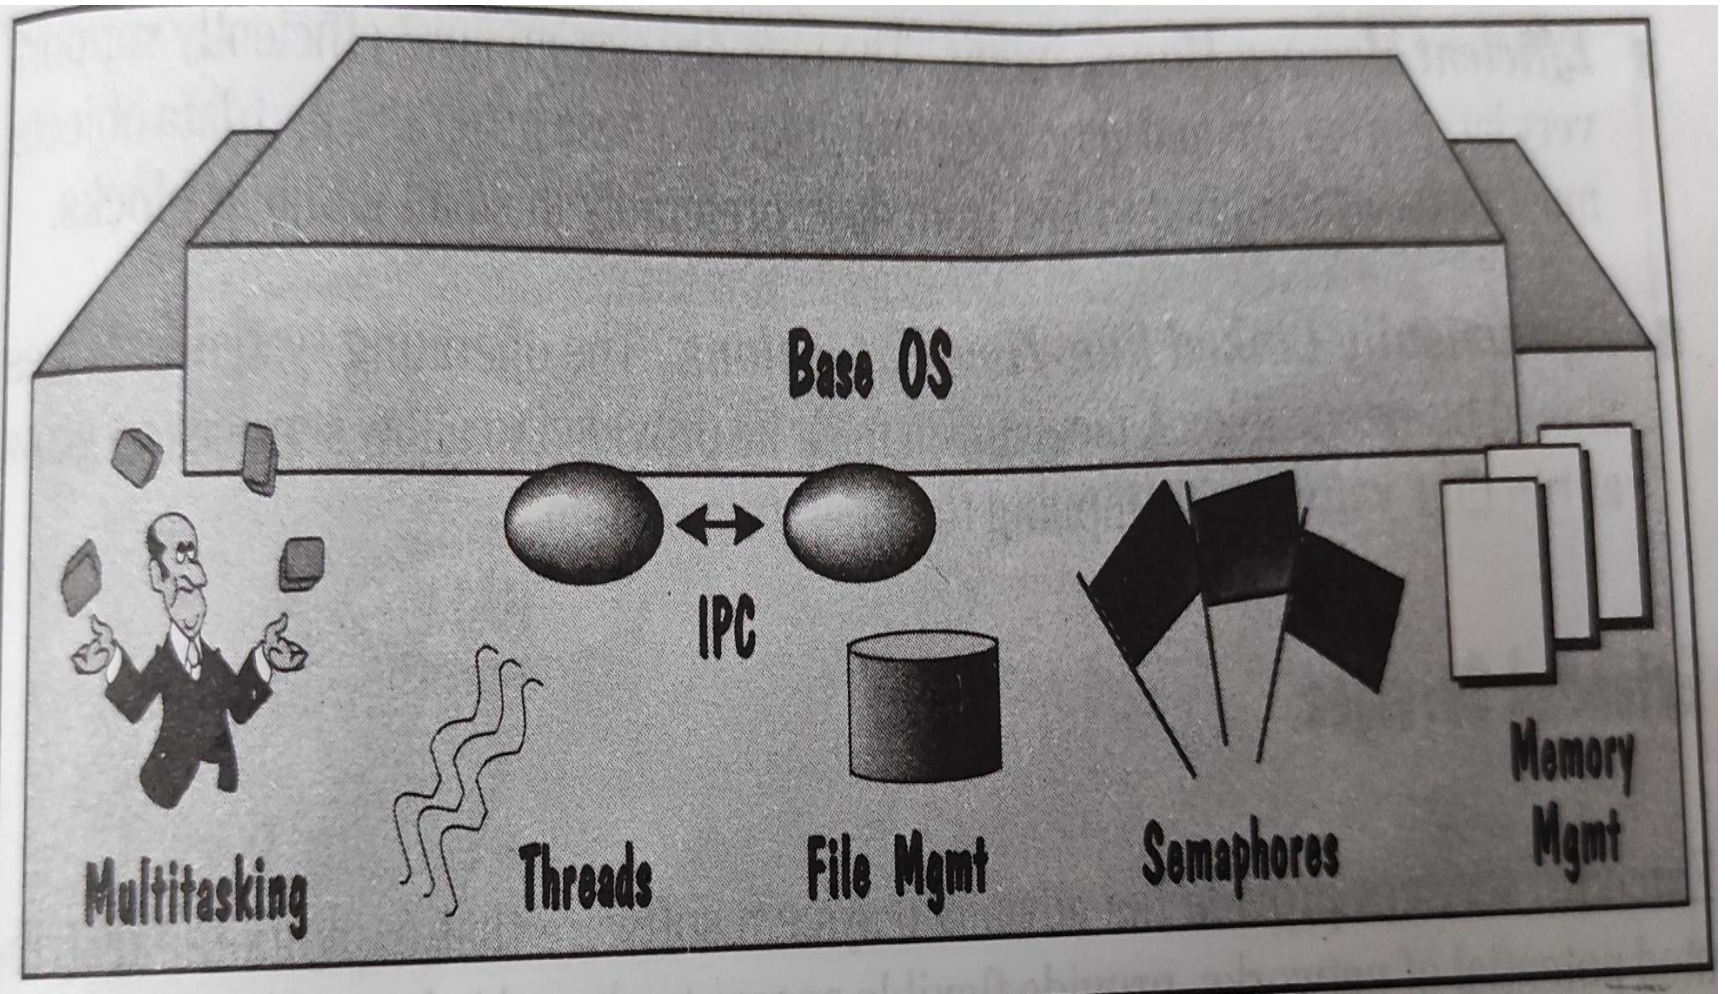 Base OS
IPC
Multitasking
Threads
File Mgmt
Semaphores
Memory
Mgmt